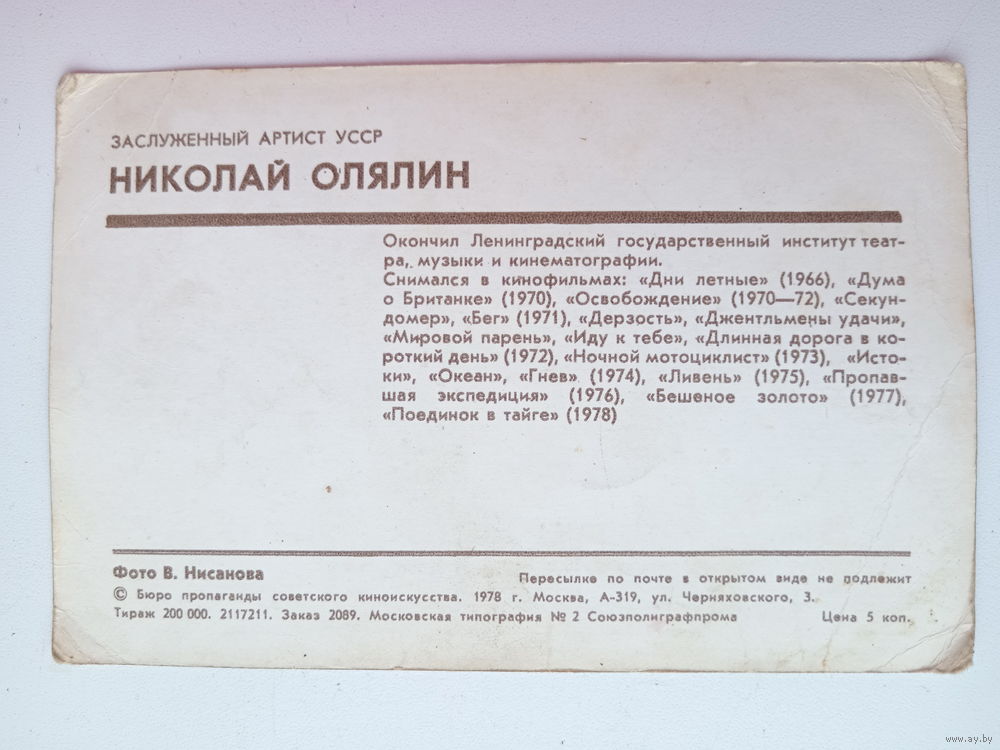 ЗАСЛУЖЕННЫЙ АРТИСТ УССР
НИКОЛАЙ ОЛЯЛИН
Окончил Ленинградский государственный институт теат-
ра, музыки и кинематографии.
Снимался в кинофильмах: «Дни летные» (1966), «Дума
о Британке» (1970), «Освобождение» (1970—72), «Секун-
домер», «Бег» (1971), «Дерзость», «Джентльмены удачи»,
«Мировой парень», «Иду к тебе», «Длинная дорога в ко-
роткий день» (1972), «Ночной мотоциклист» (1973), «Исто-
ки», «Океан», «Гнев» (1974), «Ливень» (1975), «Пропав-
шая экспедиция» (1976), «Бешеное золото» (1977),
«Поединок в тайге» (1978)
Фото В. Нисанова
Пересылке по почте в открытом виде не подлежит
© Бюро пропаганды советского киноискусства. 1978 г. Москва, А-319, ул. Черняховского, 3.
Тираж 200 000. 2117211. Заказ 2089. Московская типография № 2 Союзполиграфпрома Цена 5 коп.
www.ay.by